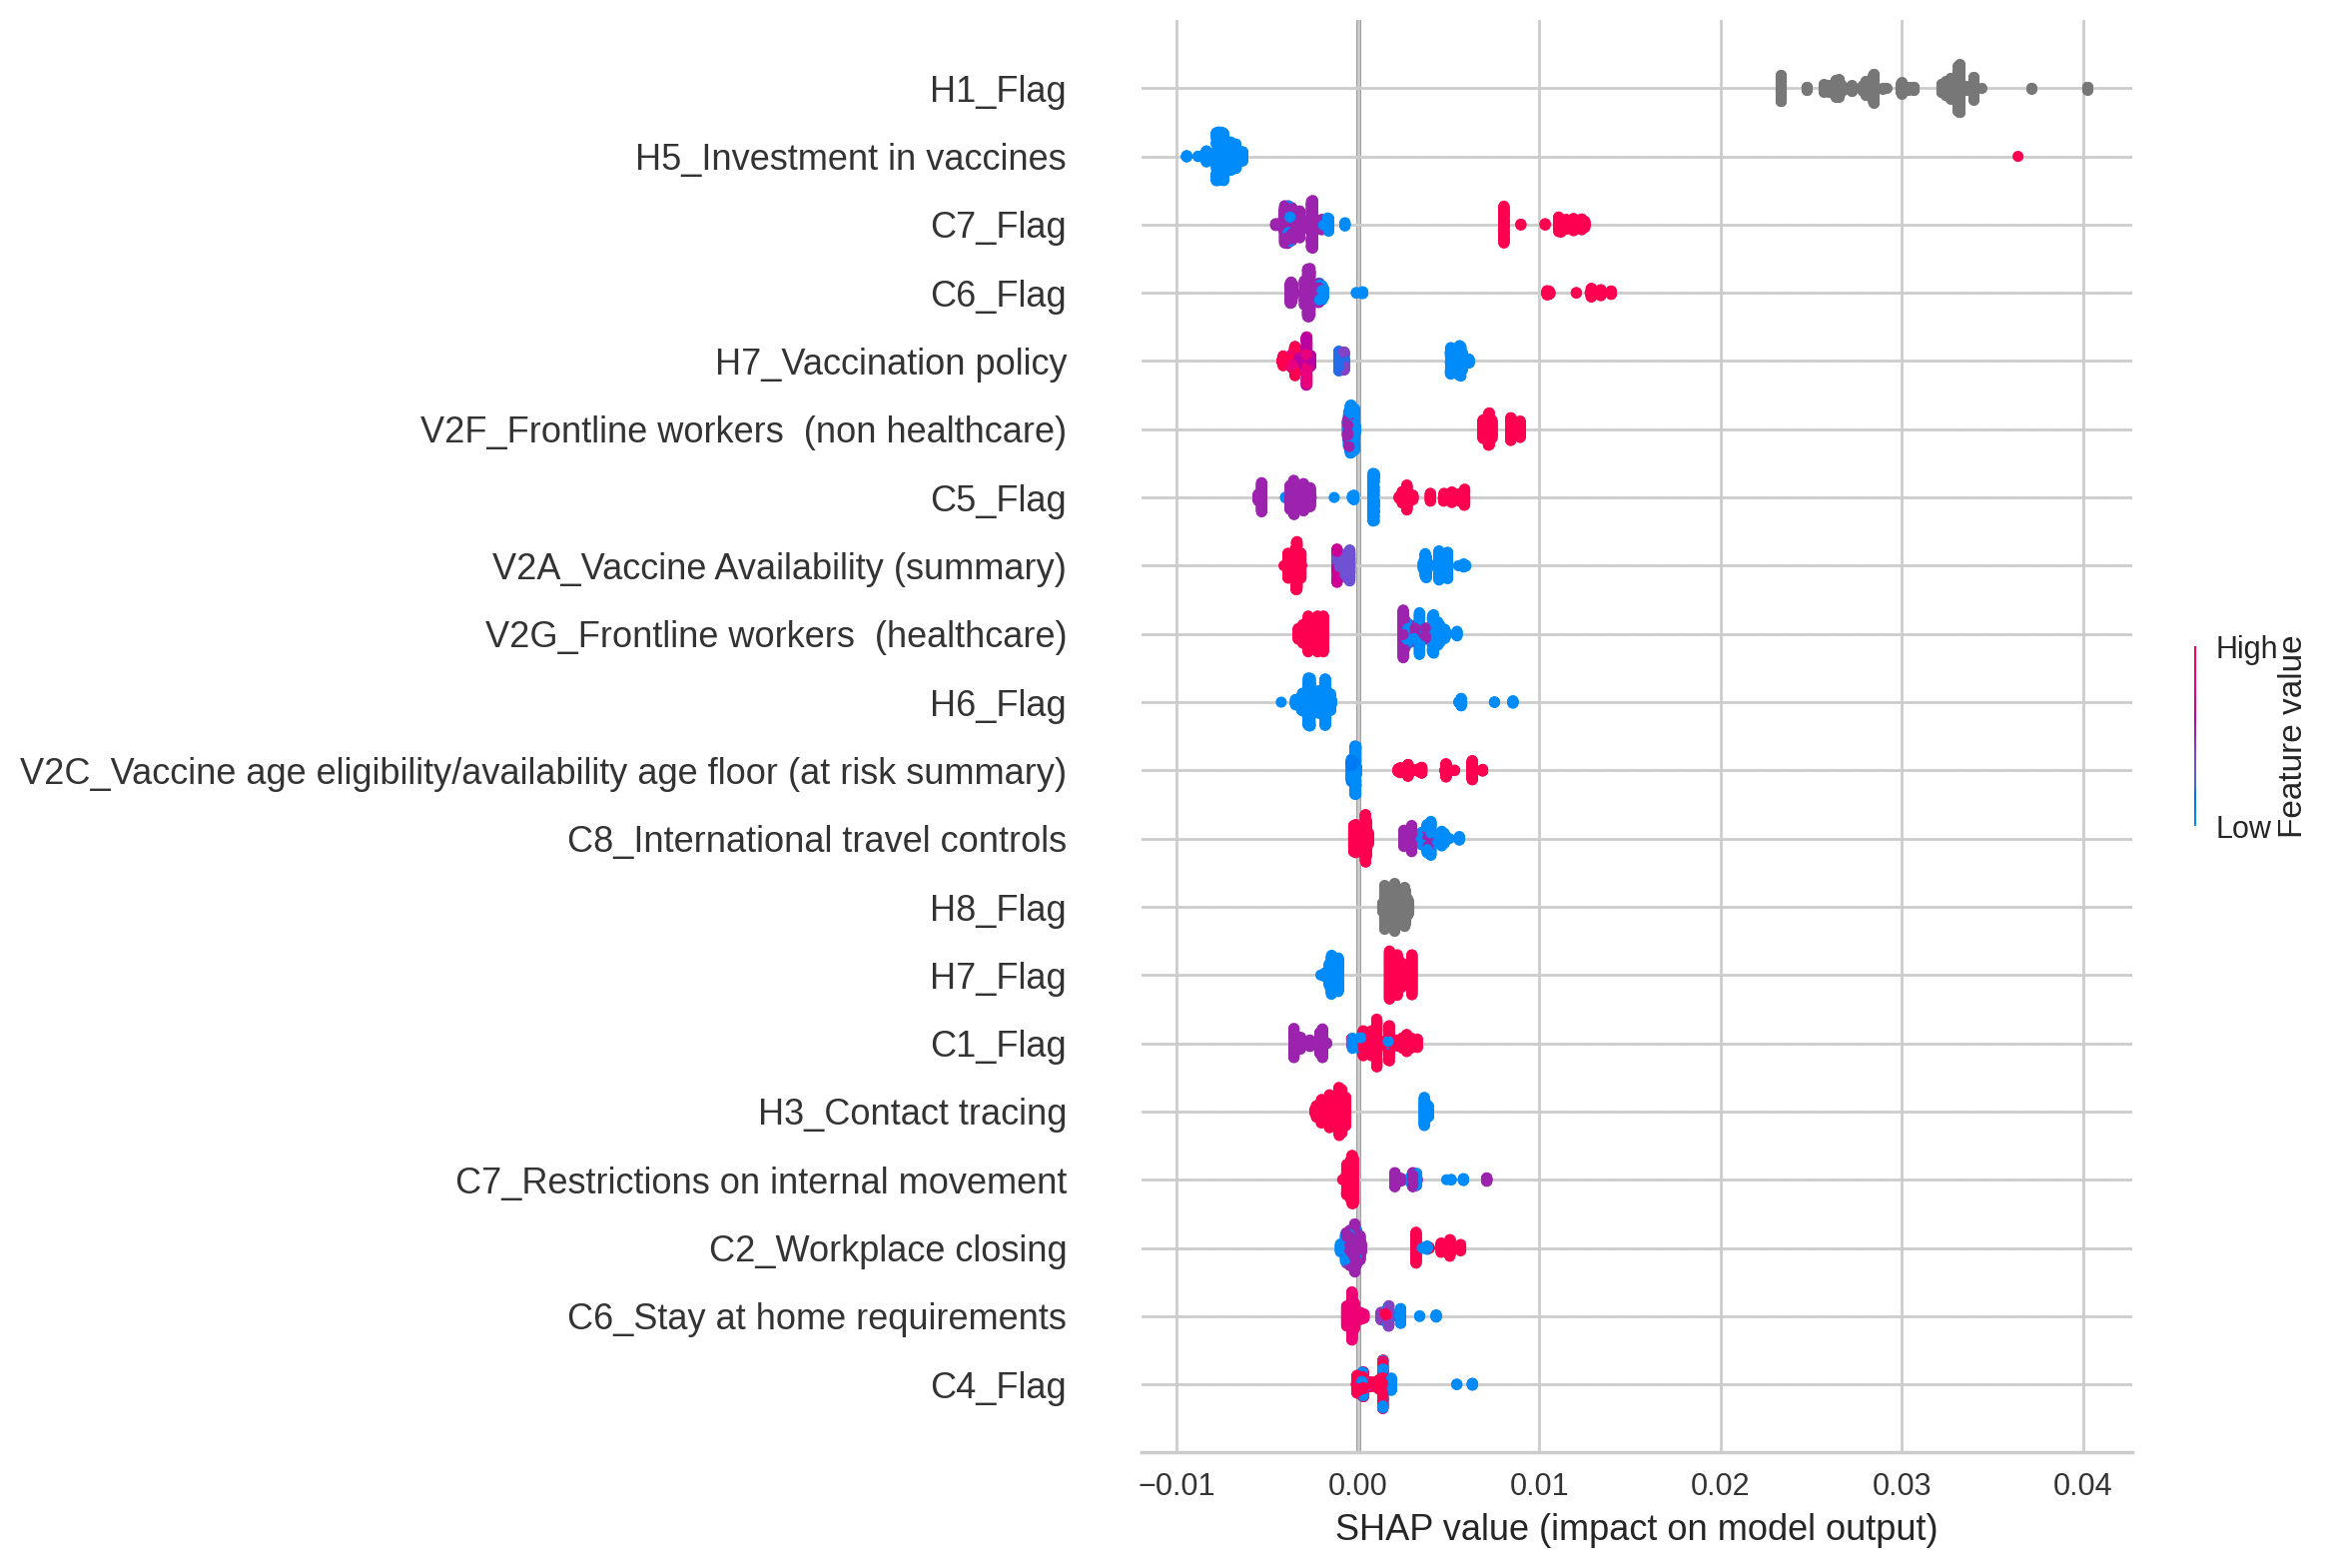 H1_Flag
H5_Investment in vaccines
C7_Flag
C6_Flag
H7_Vaccination policy
V2F_Frontline workers  (non healthcare)
C5_Flag
V2A_Vaccine Availability (summary)
V2G_Frontline workers  (healthcare)
H6_Flag
V2C_Vaccine age eligibility/availability age floor (at risk summary)
C8_International travel controls
H8_Flag
H7_Flag
C1_Flag
H3_Contact tracing
C7_Restrictions on internal movement
C2_Workplace closing
C6_Stay at home requirements
C4_Flag
−0.01 0.00 0.01 0.02 0.03 0.04
SHAP value (impact on model output)
High
Low
Feature value